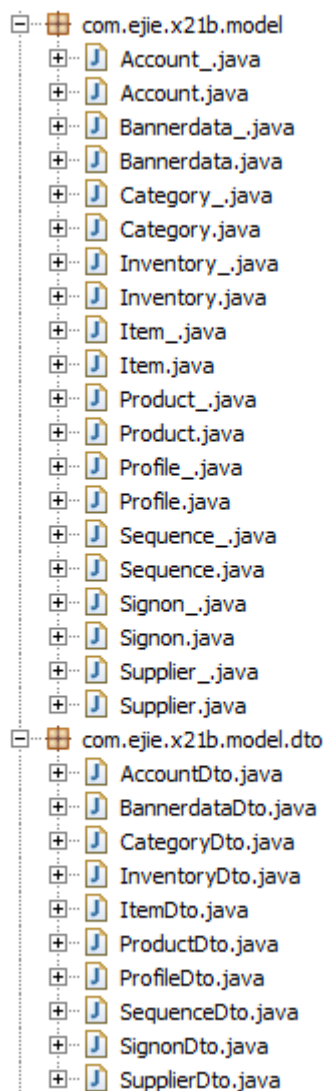 com.ejie.x21b.model
Account_.java
Account.java
Bannerdata_.java
Bannerdata.java
Category_.java
Category.java
Inventory_.java
Inventory.java
Item_.java
Item.java
Product_.java
Product.java
Profile_.java
Profile.java
Sequence_.java
Sequence.java
Signon_.java
Signon.java
Supplier_.java
Supplier.java
com.ejie.x21b.model.dto
AccountDto.java
BannerdataDto.java
CategoryDto.java
InventoryDto.java
ItemDto.java
ProductDto.java
ProfileDto.java
SequenceDto.java
SignonDto.java
SupplierDto.java